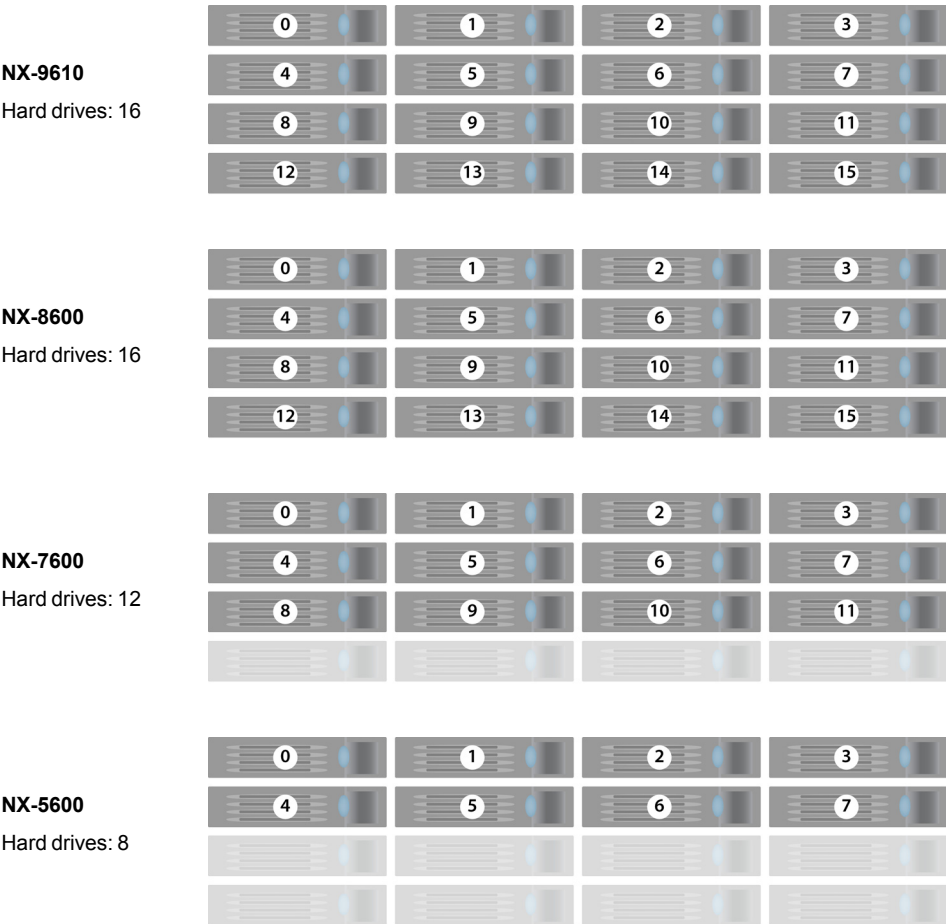 0 1 2 3
NX-9610
4 5 6 7
Hard drives: 16
8 9 10 11
12 13 14 15
0 1 2 3
NX-8600
4 5 6 7
Hard drives: 16
8 9 10 11
12 13 14 15
0 1 2 3
NX-7600
4 5 6 7
Hard drives: 12
8 9 10 11
0 1 2 3
NX-5600
4 5 6 7
Hard drives: 8